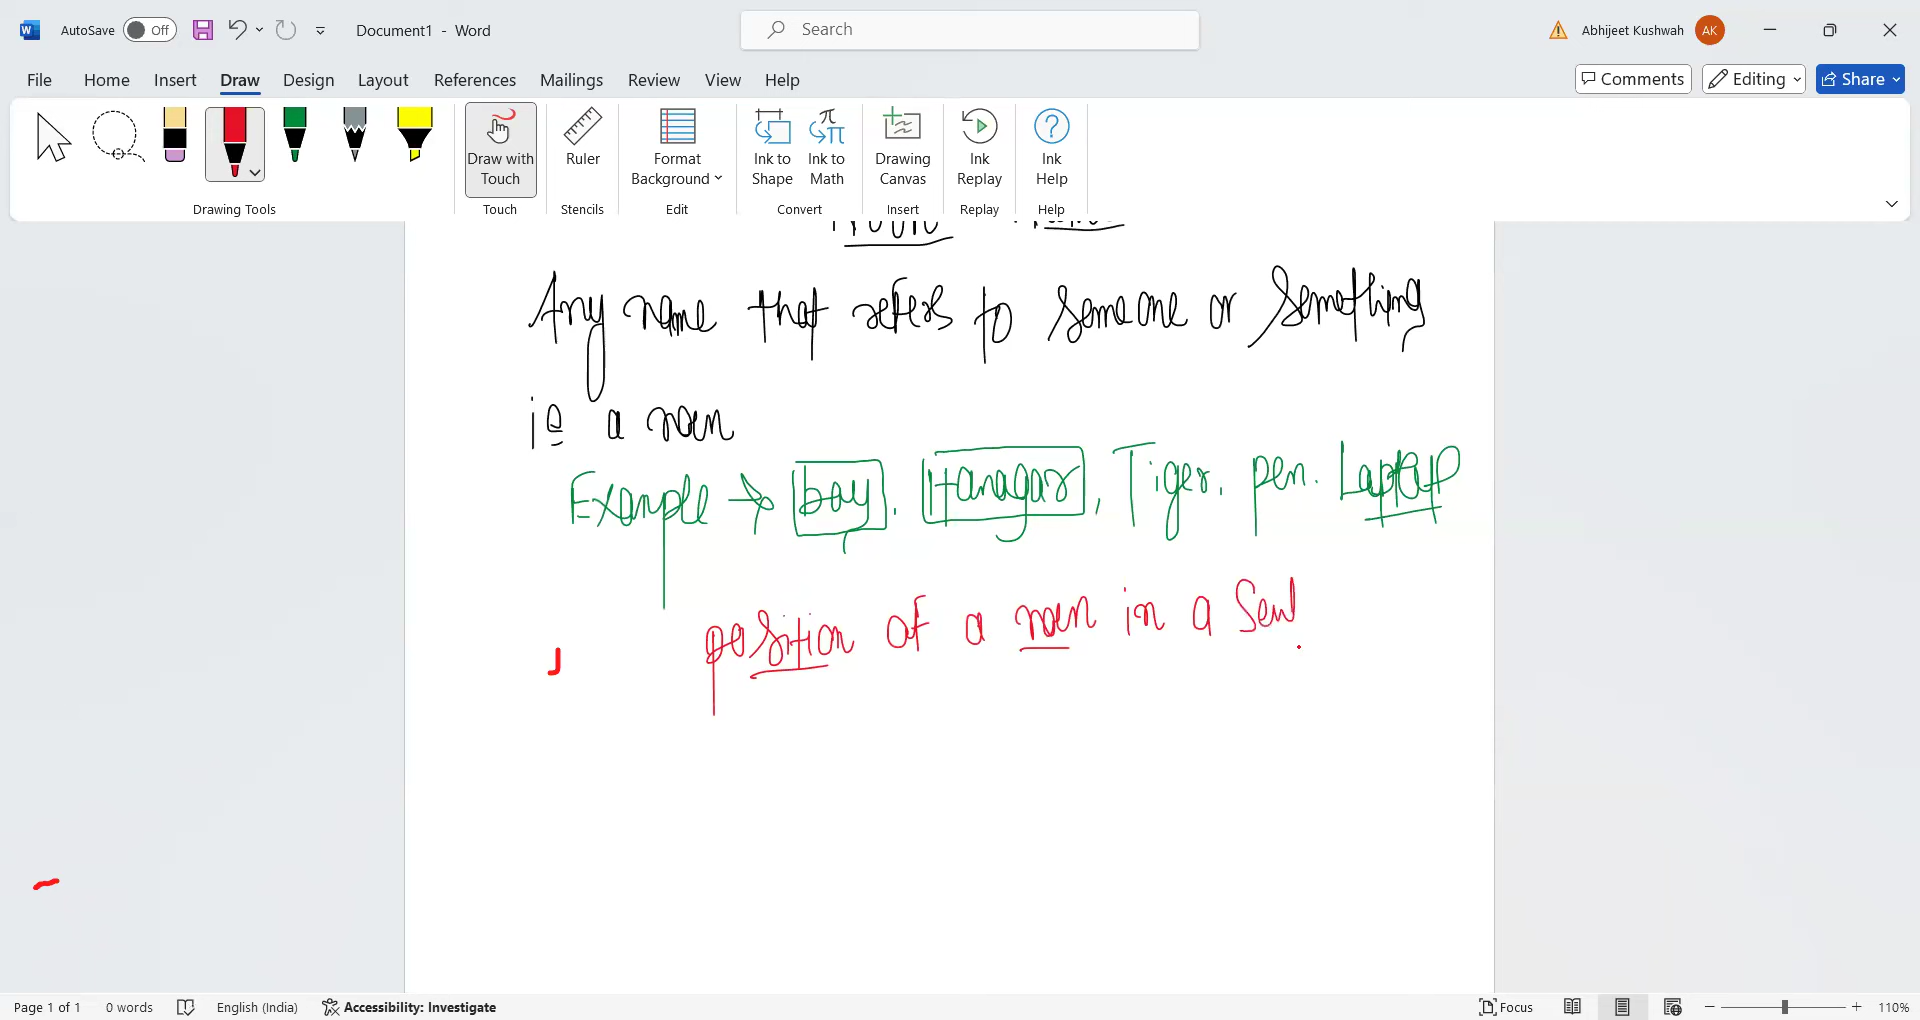 AutoSave Off Document1 - Word Search Abhijeet Kushwah AK
File Home Insert Draw Design Layout References Mailings Review View Help Comments Editing Share
Draw with Touch Ruler Format Background Ink to Shape Ink to Math Drawing Canvas Ink Replay Ink Help
Drawing Tools Touch Stencils Edit Convert Insert Replay Help
Any name that refers to someone or Something
is a noun
Example → boy, Hanagar, Tiger, pen. Laptop
position of a noun in a Sent.
Page 1 of 1 0 words English (India) Accessibility: Investigate Focus 110%